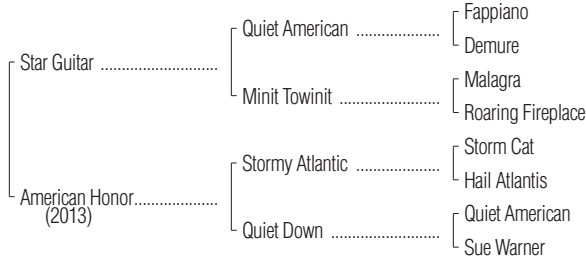 Fappiano
Quiet American ....................
Demure
Star Guitar ............................
Malagra
Minit Towinit ........................
Roaring Fireplace
Storm Cat
Stormy Atlantic ....................
Hail Atlantis
American Honor....................
(2013)
Quiet American
Quiet Down ..........................
Sue Warner